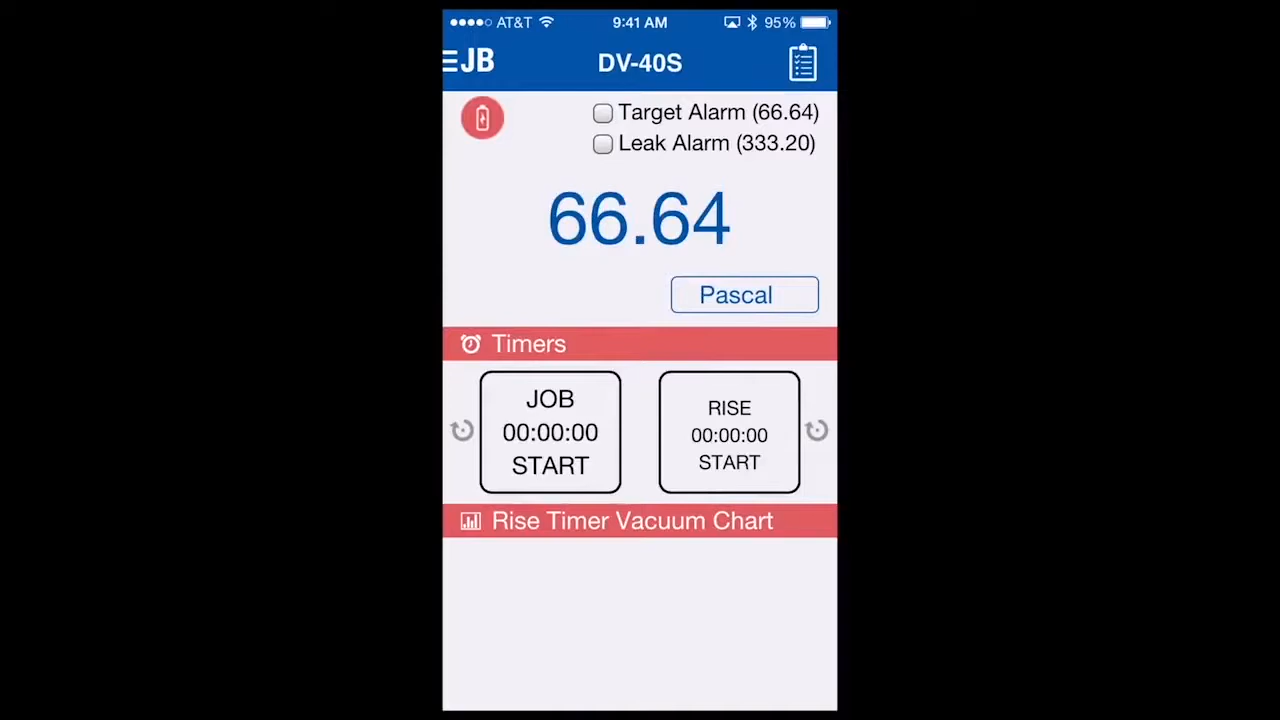 AT&T 9:41 AM 95%
JB DV-40S
Target Alarm (66.64)
Leak Alarm (333.20)
66.64
Pascal
Timers
JOB
00:00:00
START
RISE
00:00:00
START
Rise Timer Vacuum Chart